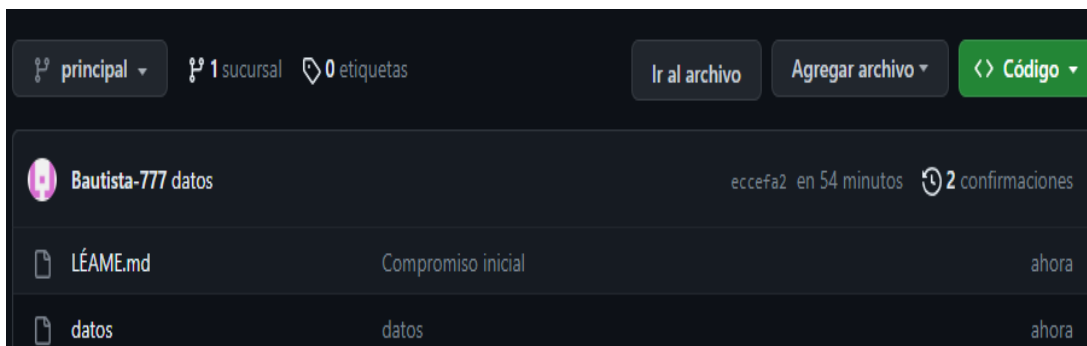 principal 1 sucursal 0 etiquetas Ir al archivo Agregar archivo Código
Bautista-777 datos eccefa2 en 54 minutos 2 confirmaciones
LÉAME.md Compromiso inicial ahora
datos datos ahora